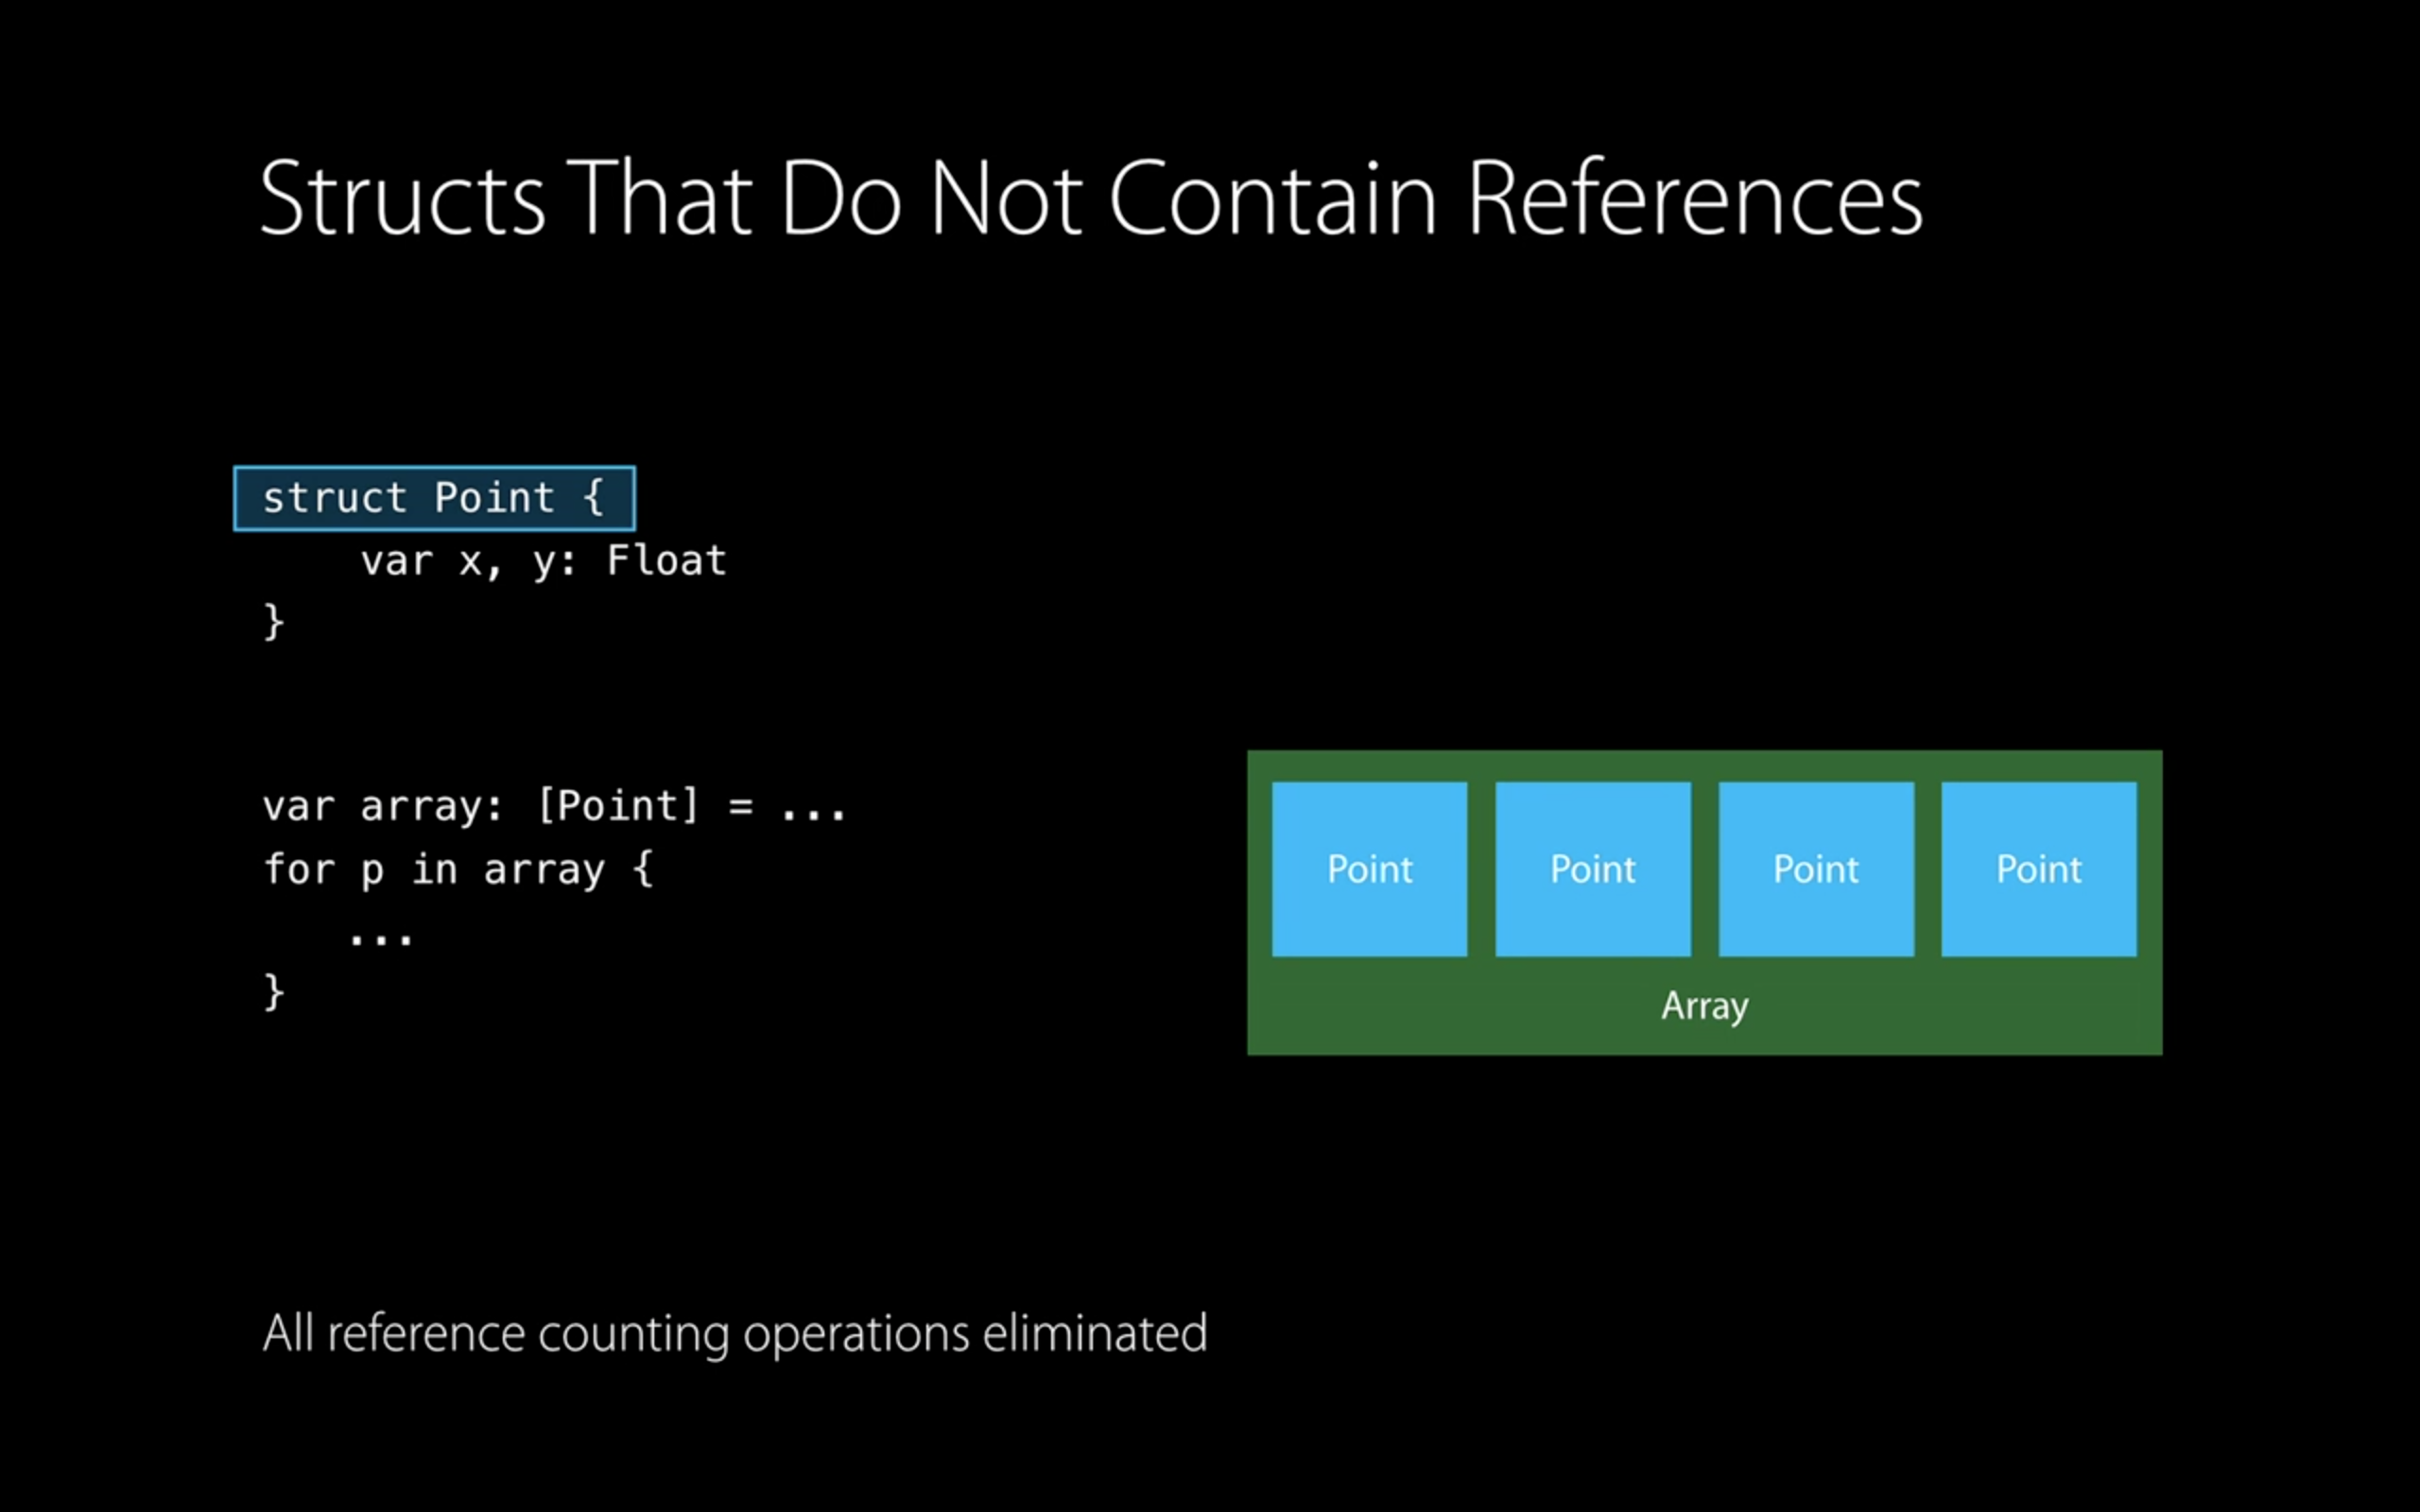 Structs That Do Not Contain References
struct Point {
    var x, y: Float
}
var array: [Point] = ...
for p in array {
   ...
}
Point Point Point Point
Array
All reference counting operations eliminated